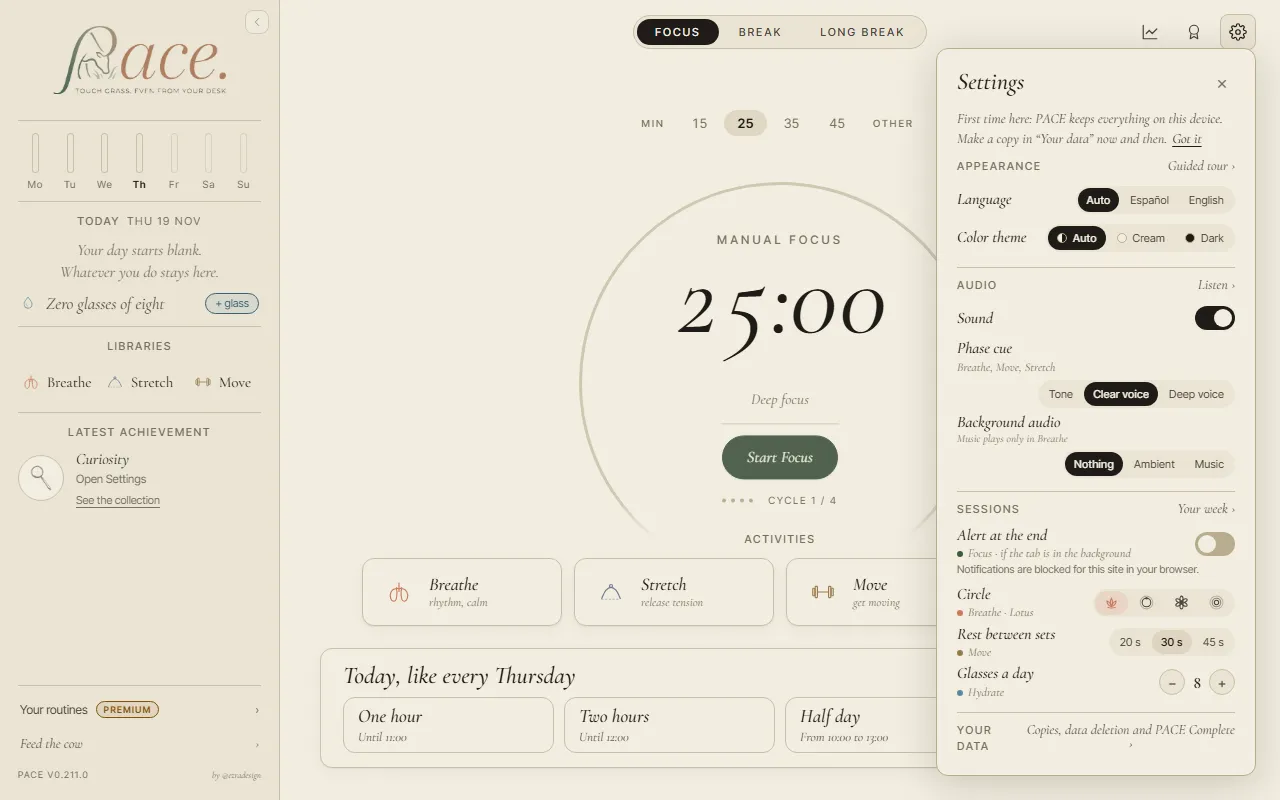 Pace.
TOUCH GRASS. EVEN FROM YOUR DESK
Mo Tu We Th Fr Sa Su
TODAY THU 19 NOV
Your day starts blank.
Whatever you do stays here.
Zero glasses of eight
+ glass
LIBRARIES
Breathe Stretch Move
LATEST ACHIEVEMENT
Curiosity
Open Settings
See the collection
Your routines PREMIUM ›
Feed the cow ›
PACE V0.211.0
by @ezradesign
FOCUS BREAK LONG BREAK
MIN 15 25 35 45 OTHER
MANUAL FOCUS
25:00
Deep focus
Start Focus
CYCLE 1 / 4
ACTIVITIES
Breathe
rhythm, calm
Stretch
release tension
Move
get moving
Today, like every Thursday
One hour
Until 11:00
Two hours
Until 12:00
Half day
From 10:00 to 13:00
Settings ×
First time here: PACE keeps everything on this device.
Make a copy in “Your data” now and then. Got it
APPEARANCE Guided tour ›
Language Auto Español English
Color theme Auto Cream Dark
AUDIO Listen ›
Sound
Phase cue
Breathe, Move, Stretch
Tone Clear voice Deep voice
Background audio
Music plays only in Breathe
Nothing Ambient Music
SESSIONS Your week ›
Alert at the end
Focus · if the tab is in the background
Notifications are blocked for this site in your browser.
Circle
Breathe · Lotus
Rest between sets
Move
20 s 30 s 45 s
Glasses a day
Hydrate
− 8 +
YOUR DATA
Copies, data deletion and PACE Complete ›